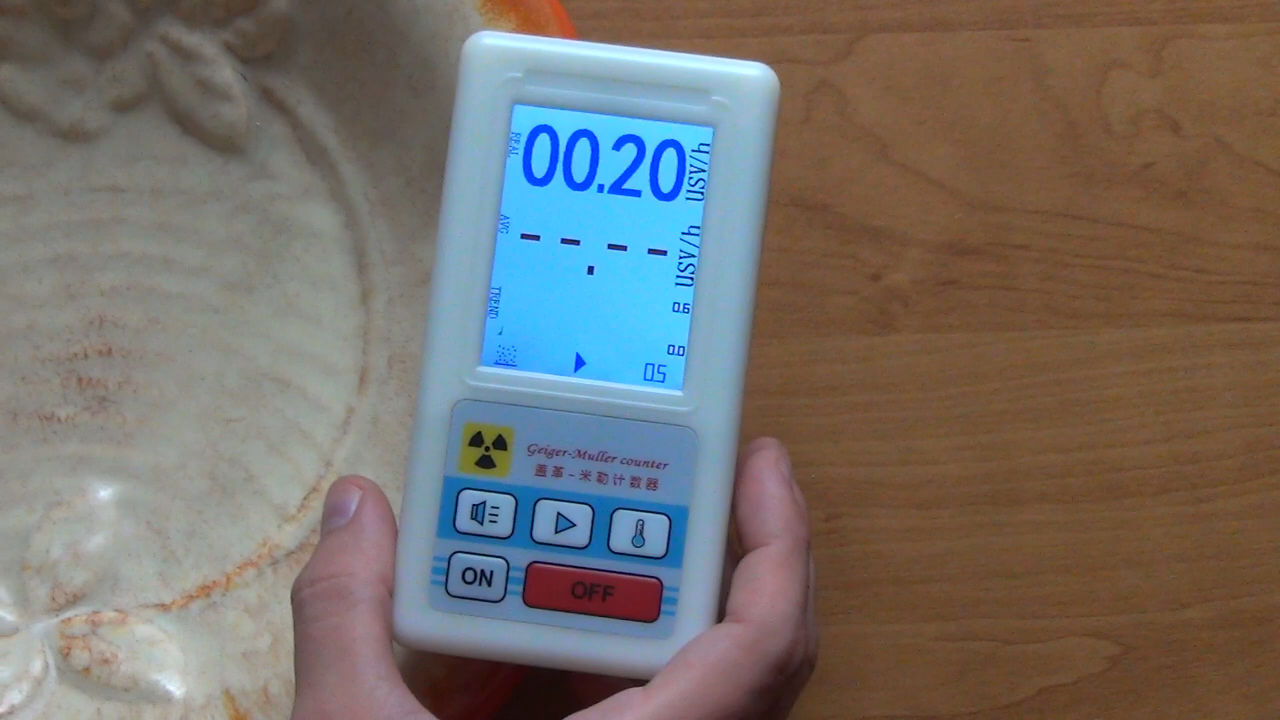 REAL 00.20 usv/h
AVG - - . - - usv/h
TREND 0.6
0.0
05
Geiger-Muller counter
盖革-米勒计数器
ON OFF